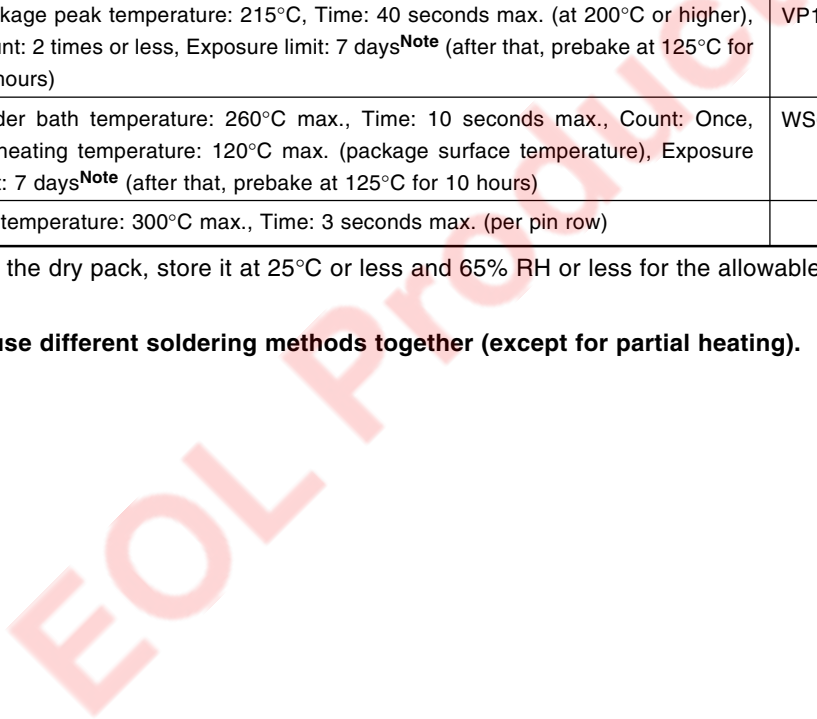 kage peak temperature: 215°C, Time: 40 seconds max. (at 200°C or higher), VP1
nt: 2 times or less, Exposure limit: 7 daysNote (after that, prebake at 125°C for
hours)
der bath temperature: 260°C max., Time: 10 seconds max., Count: Once, WS
heating temperature: 120°C max. (package surface temperature), Exposure
: 7 daysNote (after that, prebake at 125°C for 10 hours)
temperature: 300°C max., Time: 3 seconds max. (per pin row)
the dry pack, store it at 25°C or less and 65% RH or less for the allowable
use different soldering methods together (except for partial heating).
EOL Product